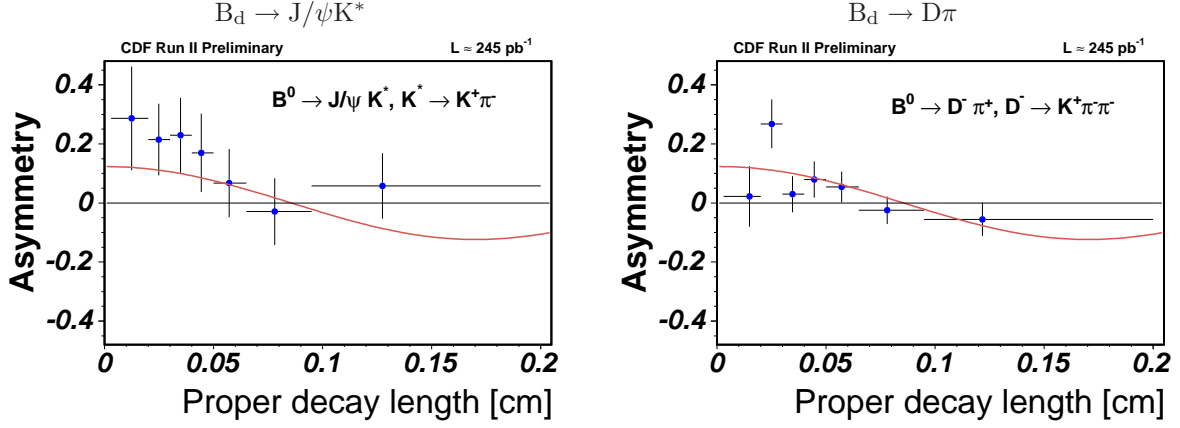 B_d → J/ψK*
CDF Run II Preliminary L ≈ 245 pb⁻¹
B⁰ → J/ψ K*, K* → K⁺π⁻
Asymmetry
0.4
0.2
0
-0.2
-0.4
0 0.05 0.1 0.15 0.2
Proper decay length [cm]
B_d → Dπ
CDF Run II Preliminary L ≈ 245 pb⁻¹
B⁰ → D⁻ π⁺, D⁻ → K⁺π⁻π⁻
Asymmetry
0.4
0.2
0
-0.2
-0.4
0 0.05 0.1 0.15 0.2
Proper decay length [cm]